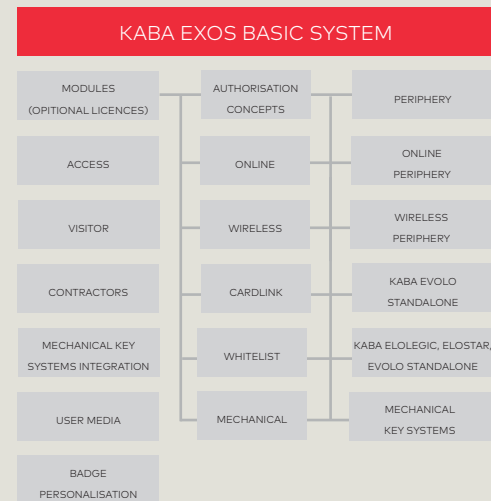 KABA EXOS BASIC SYSTEM
MODULES
(OPITIONAL LICENCES)
ACCESS
VISITOR
CONTRACTORS
MECHANICAL KEY
SYSTEMS INTEGRATION
USER MEDIA
BADGE
PERSONALISATION
AUTHORISATION
CONCEPTS
ONLINE
WIRELESS
CARDLINK
WHITELIST
MECHANICAL
PERIPHERY
ONLINE
PERIPHERY
WIRELESS
PERIPHERY
KABA EVOLO
STANDALONE
KABA ELOLEGIC, ELOSTAR,
EVOLO STANDALONE
MECHANICAL
KEY SYSTEMS